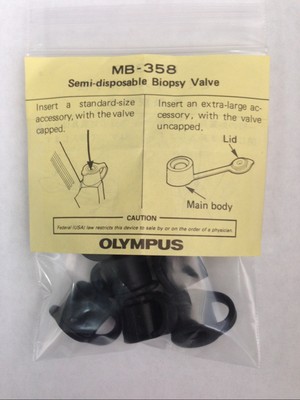 MB-358
Semi-disposable Biopsy Valve
Insert a standard-size
accessory, with the valve
capped.
Insert an extra-large ac-
cessory, with the valve
uncapped.
Lid
Main body
CAUTION
Federal (USA) law restricts this device to sale by or on the order of a physician.
OLYMPUS